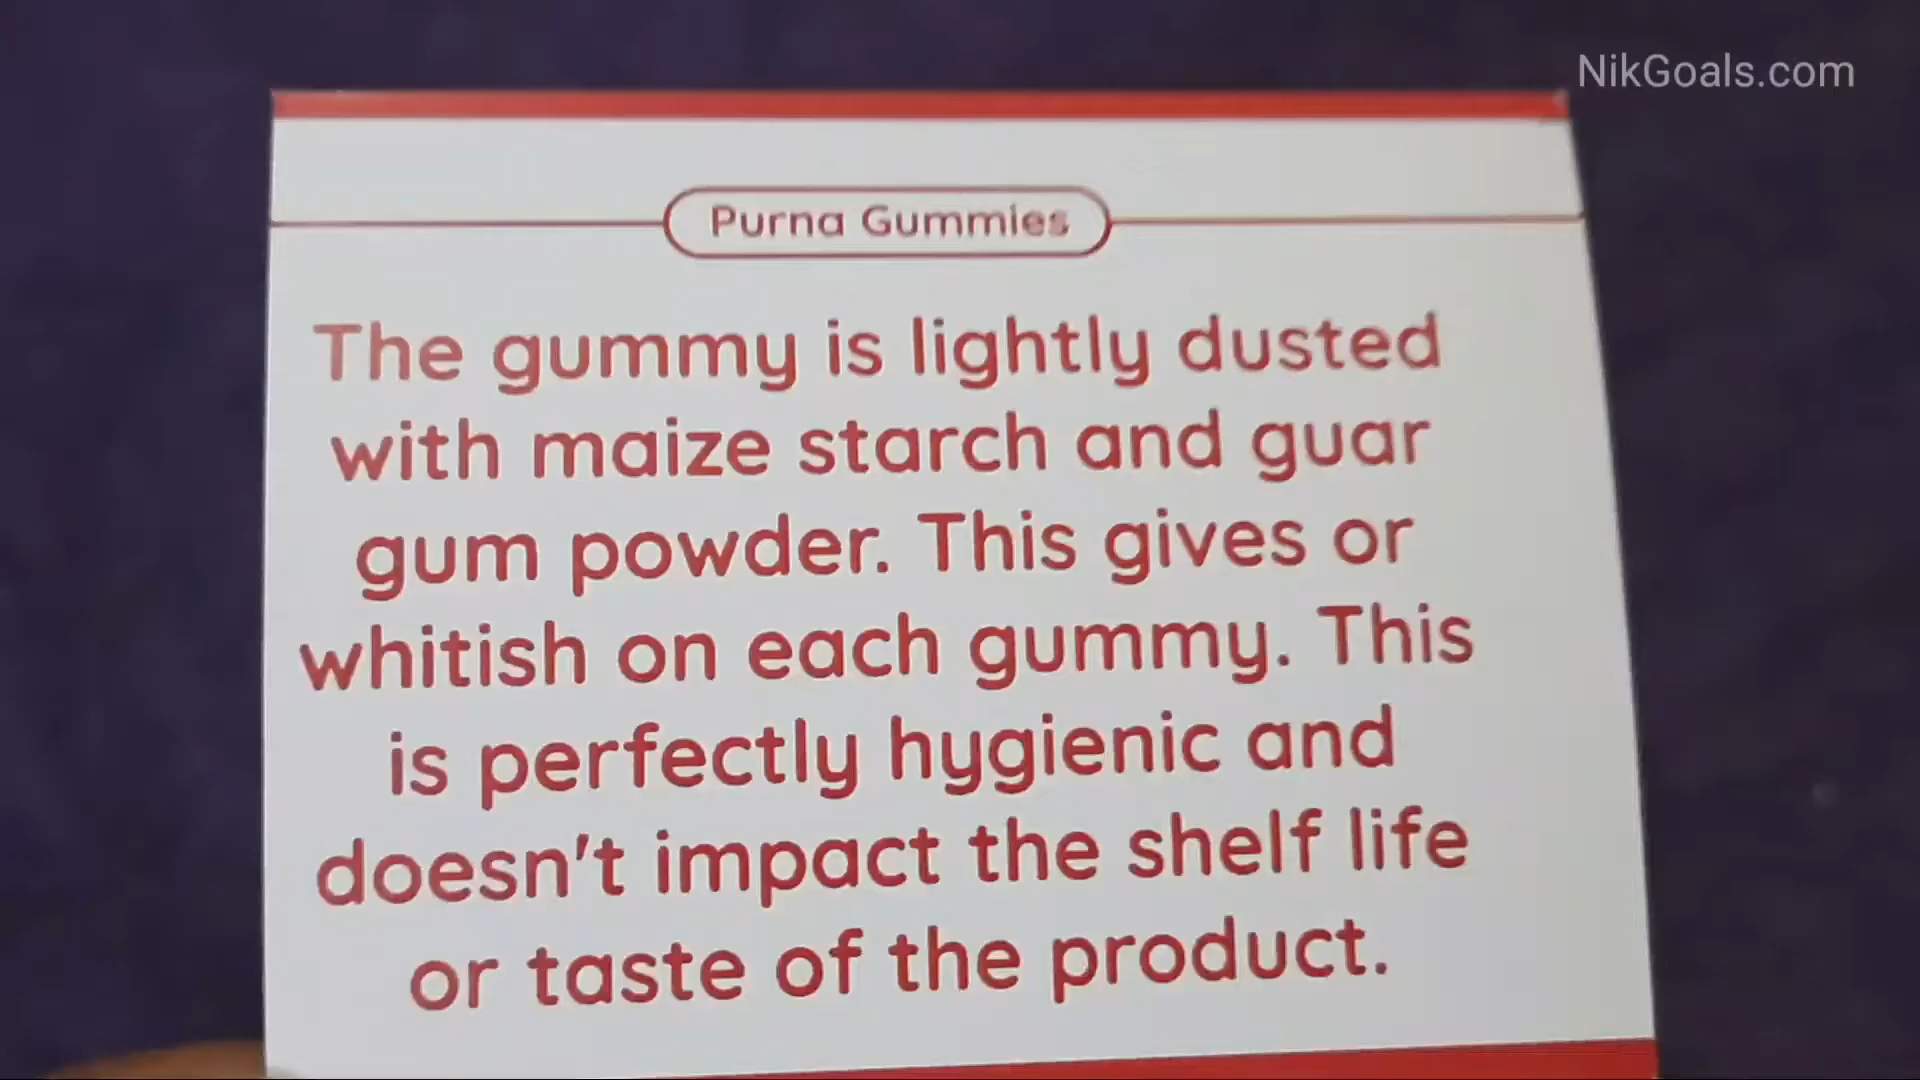 NikGoals.com
Purna Gummies
The gummy is lightly dusted
with maize starch and guar
gum powder. This gives or
whitish on each gummy. This
is perfectly hygienic and
doesn't impact the shelf life
or taste of the product.